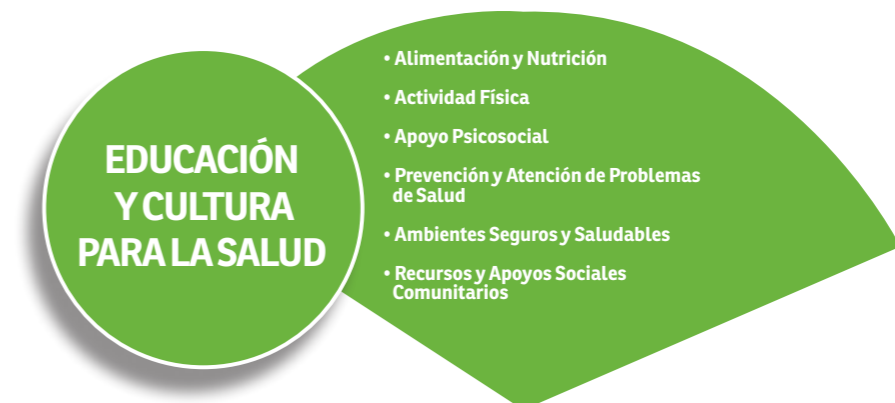 EDUCACIÓN
Y CULTURA
PARA LA SALUD
• Alimentación y Nutrición
• Actividad Física
• Apoyo Psicosocial
• Prevención y Atención de Problemas
de Salud
• Ambientes Seguros y Saludables
• Recursos y Apoyos Sociales
Comunitarios